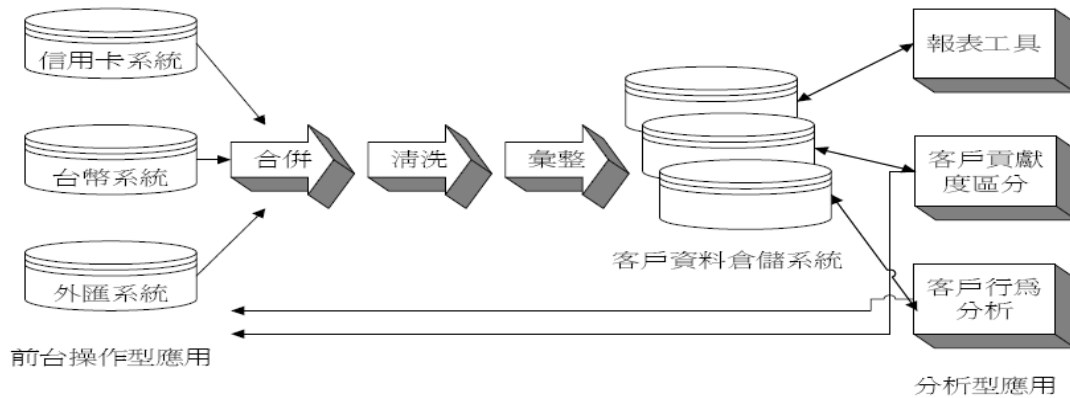 信用卡系統
台幣系統
外匯系統
前台操作型應用
合併
清洗
彙整
客戶資料倉儲系統
報表工具
客戶貢獻
度區分
客戶行為
分析
分析型應用